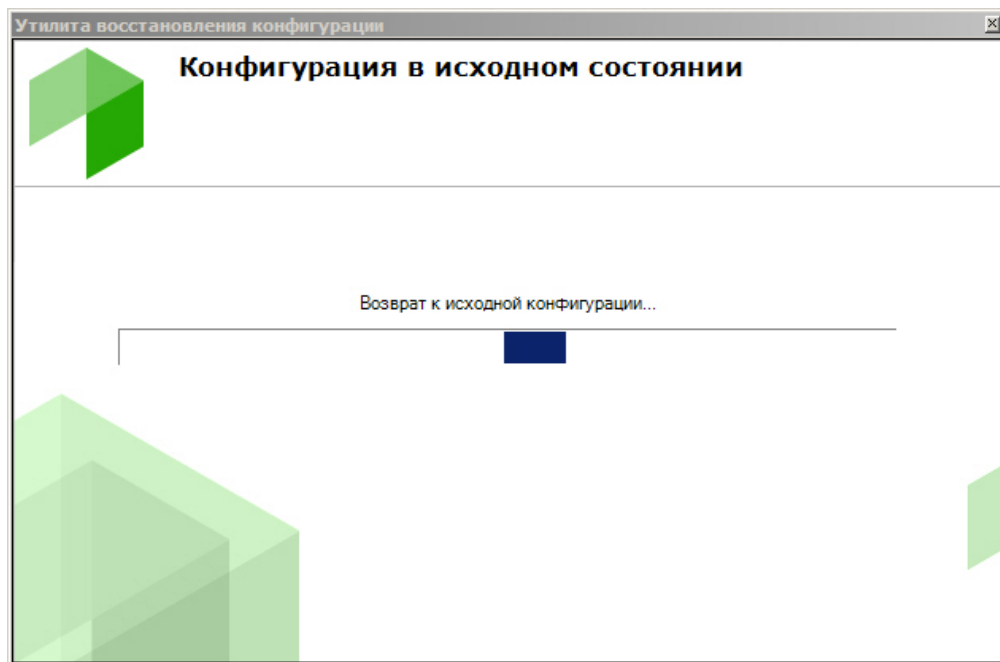 Утилита восстановления конфигурации
Конфигурация в исходном состоянии
Возврат к исходной конфигурации...